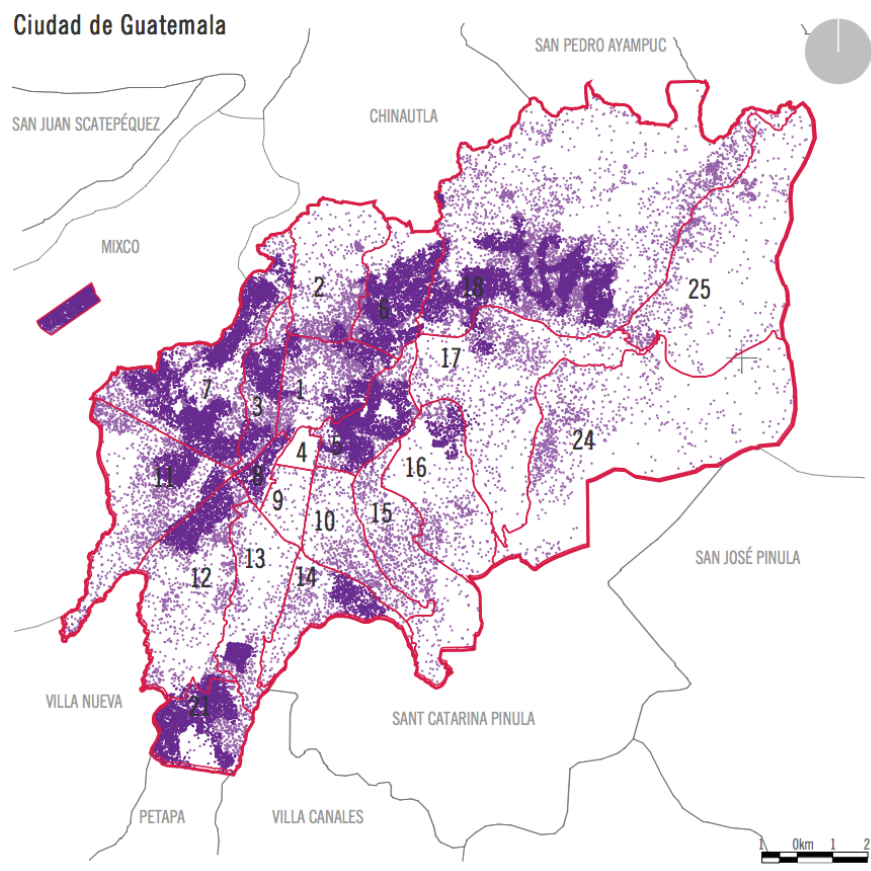 Ciudad de Guatemala
SAN PEDRO AYAMPUC
CHINAUTLA
SAN JUAN SCATEPÉQUEZ
MIXCO
2
18
25
6
17
7
1
3
5
24
4
16
11
8
9
10
15
13
12
14
SAN JOSÉ PINULA
VILLA NUEVA
21
SANT CATARINA PINULA
PETAPA
VILLA CANALES
1 0km 1 2